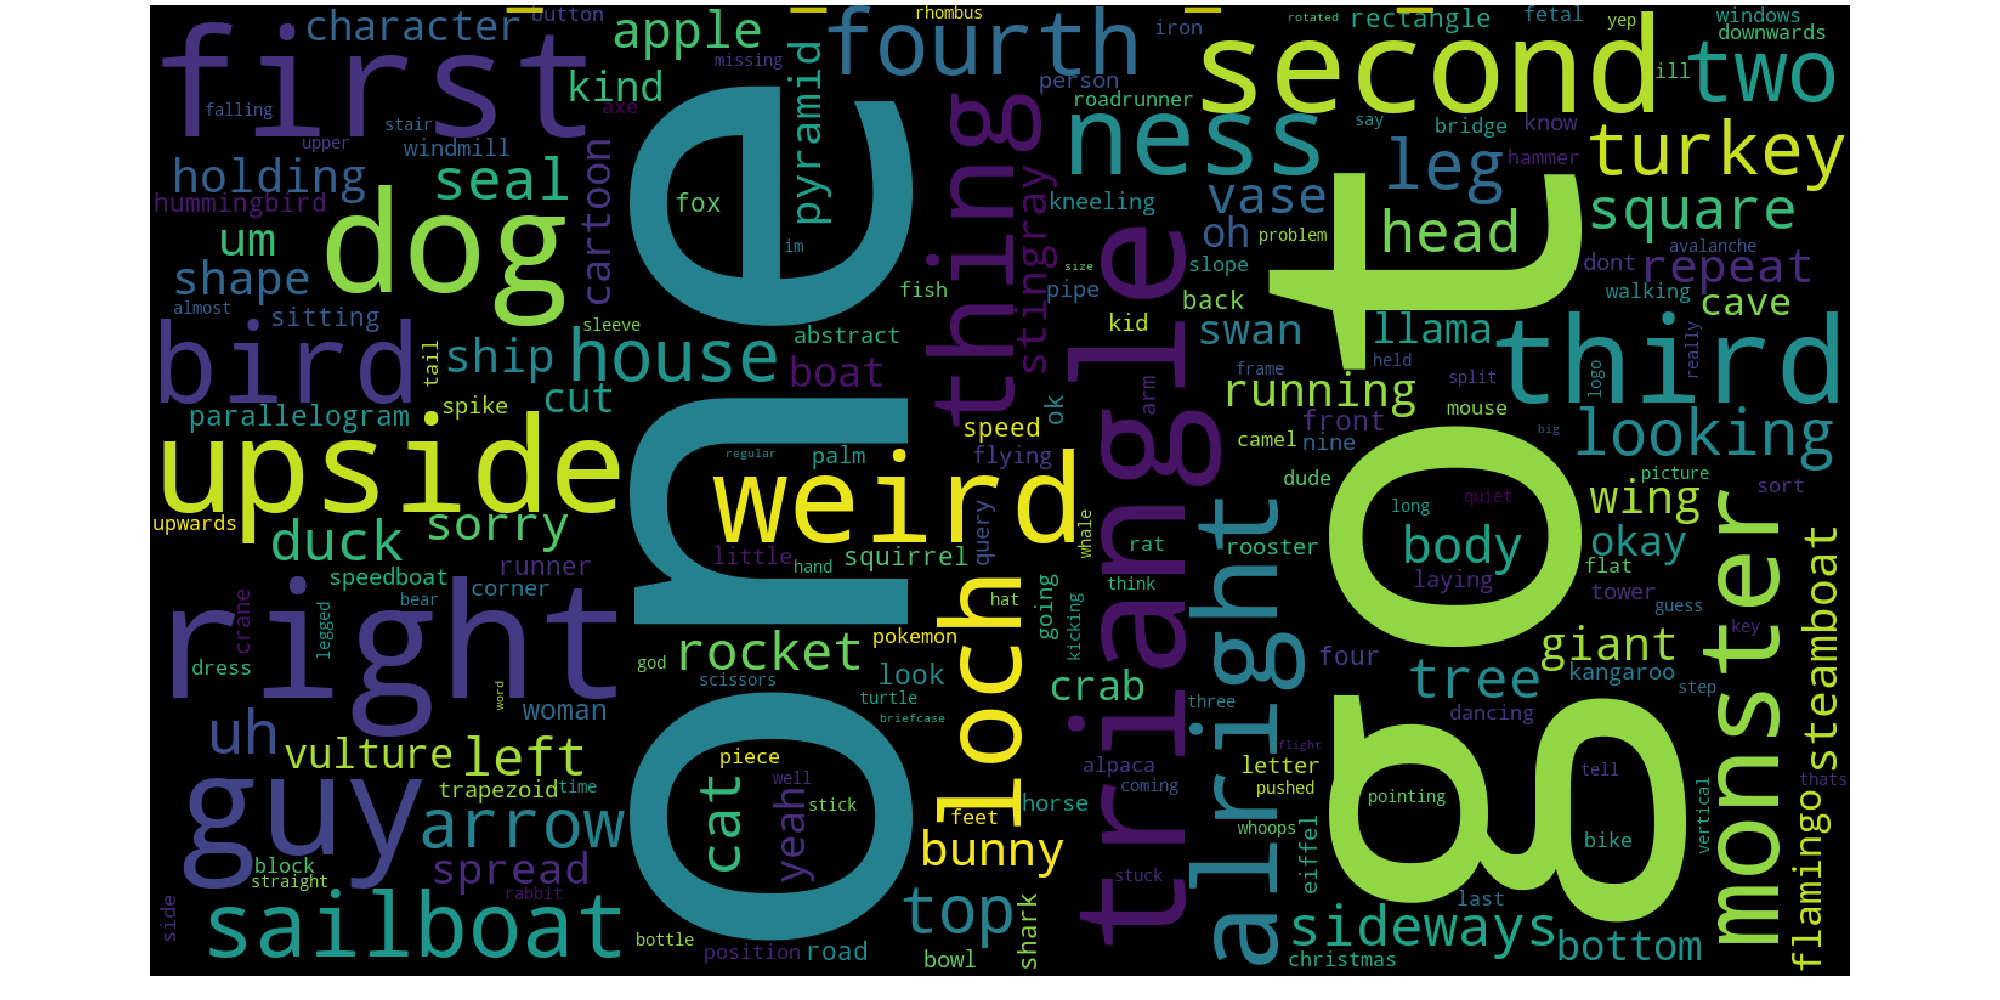 first
character
button
apple
fourth
rhombus
iron
second
rotated
rectangle
fetal
yep
windows
downwards
two
kind
missing
pyramid
person
ill
falling
axe
roadrunner
stair
upper
windmill
thing
ness
say
bridge
know
turkey
holding
seal
cartoon
one
fox
stingray
kneeling
vase
leg
hammer
hummingbird
dog
um
im
oh
problem
head
square
shape
size
slope
got
avalanche
dont
repeat
almost
sitting
fish
pipe
back
walking
cave
bird
sleeve
abstract
triangle
kid
swan
llama
third
really
tail
ship
house
boat
frame
held
logo
cut
arm
running
split
parallelogram
spike
ok
front
mouse
looking
upside
speed
camel
nine
big
regular
palm
flying
weird
dude
picture
sort
upwards
duck
sorry
query
whale
alright
long
quiet
wing
little
squirrel
rat
rooster
body
okay
monster
steamboat
runner
hand
loch
think
laying
flat
speedboat
corner
right
crane
legged
bear
hat
going
kicking
tower
guess
dress
god
rocket
pokemon
four
giant
key
scissors
look
crab
tree
kangaroo
step
word
woman
turtle
three
dancing
uh
briefcase
vulture
left
piece
flight
alpaca
letter
tell
thats
guy
trapezoid
time
cat
well
coming
pushed
pointing
flamingo
arrow
yeah
stick
feet
horse
whoops
bike
vertical
block
bunny
eiffel
straight
spread
rabbit
stuck
side
sailboat
top
shark
last
sideways
bottle
position
road
bowl
christmas
bottom